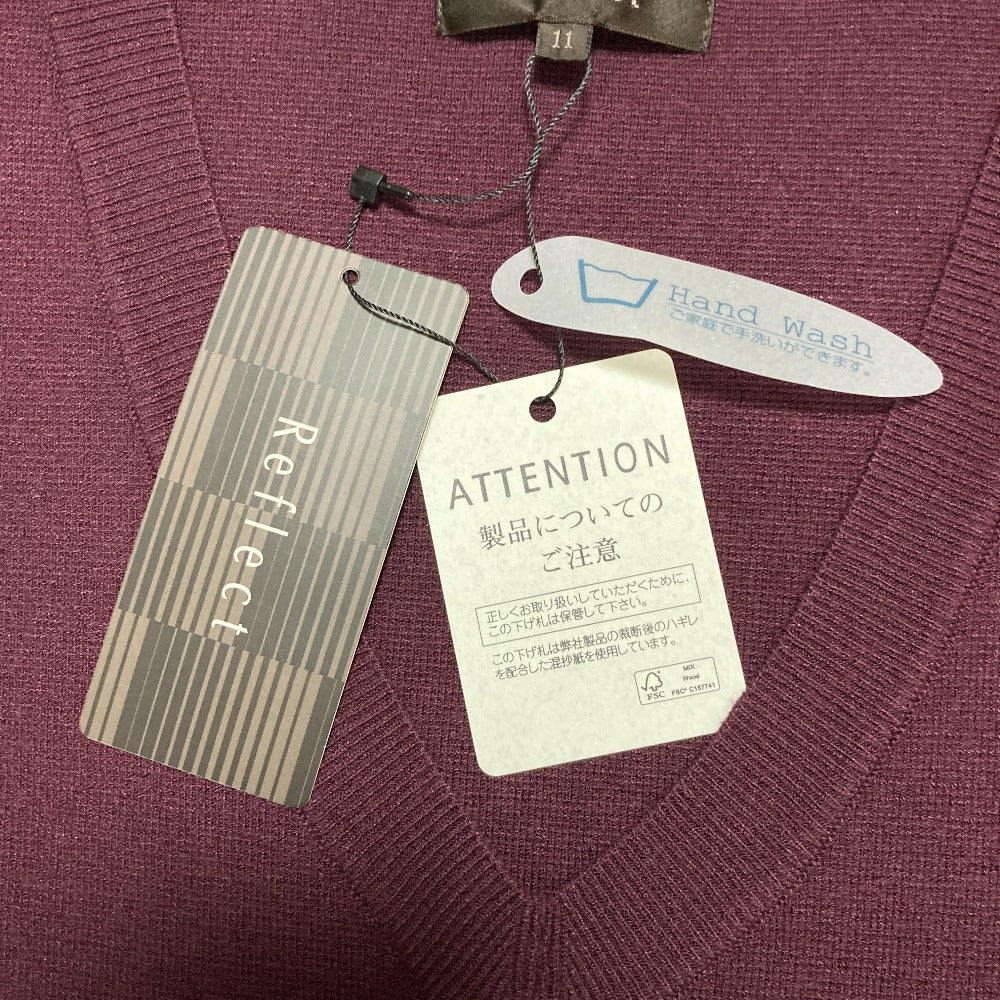 11
Hand Wash
ご家庭で手洗いができます。
Reflect
ATTENTION
製品についての
ご注意
正しくお取り扱いしていただくために、
この下げ札は保管して下さい。
この下げ札は弊社製品の裁断後のハギレ
を配合した混抄紙を使用しています。
FSC
MIX
Wood
FSC® C157741